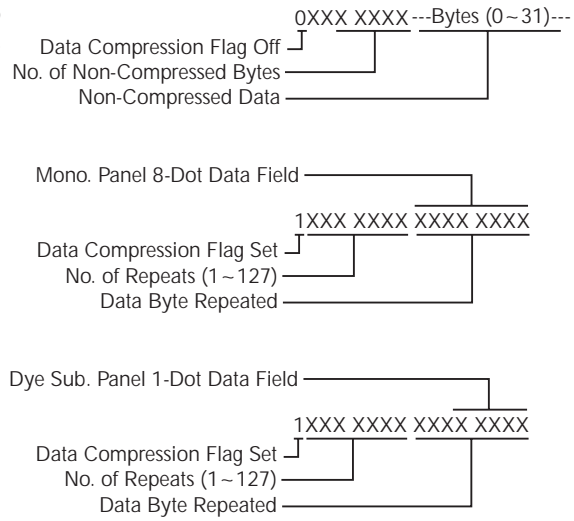 0XXX XXXX ---Bytes (0~31)---
Data Compression Flag Off
No. of Non-Compressed Bytes
Non-Compressed Data
Mono. Panel 8-Dot Data Field
1XXX XXXX XXXX XXXX
Data Compression Flag Set
No. of Repeats (1~127)
Data Byte Repeated
Dye Sub. Panel 1-Dot Data Field
1XXX XXXX XXXX XXXX
Data Compression Flag Set
No. of Repeats (1~127)
Data Byte Repeated